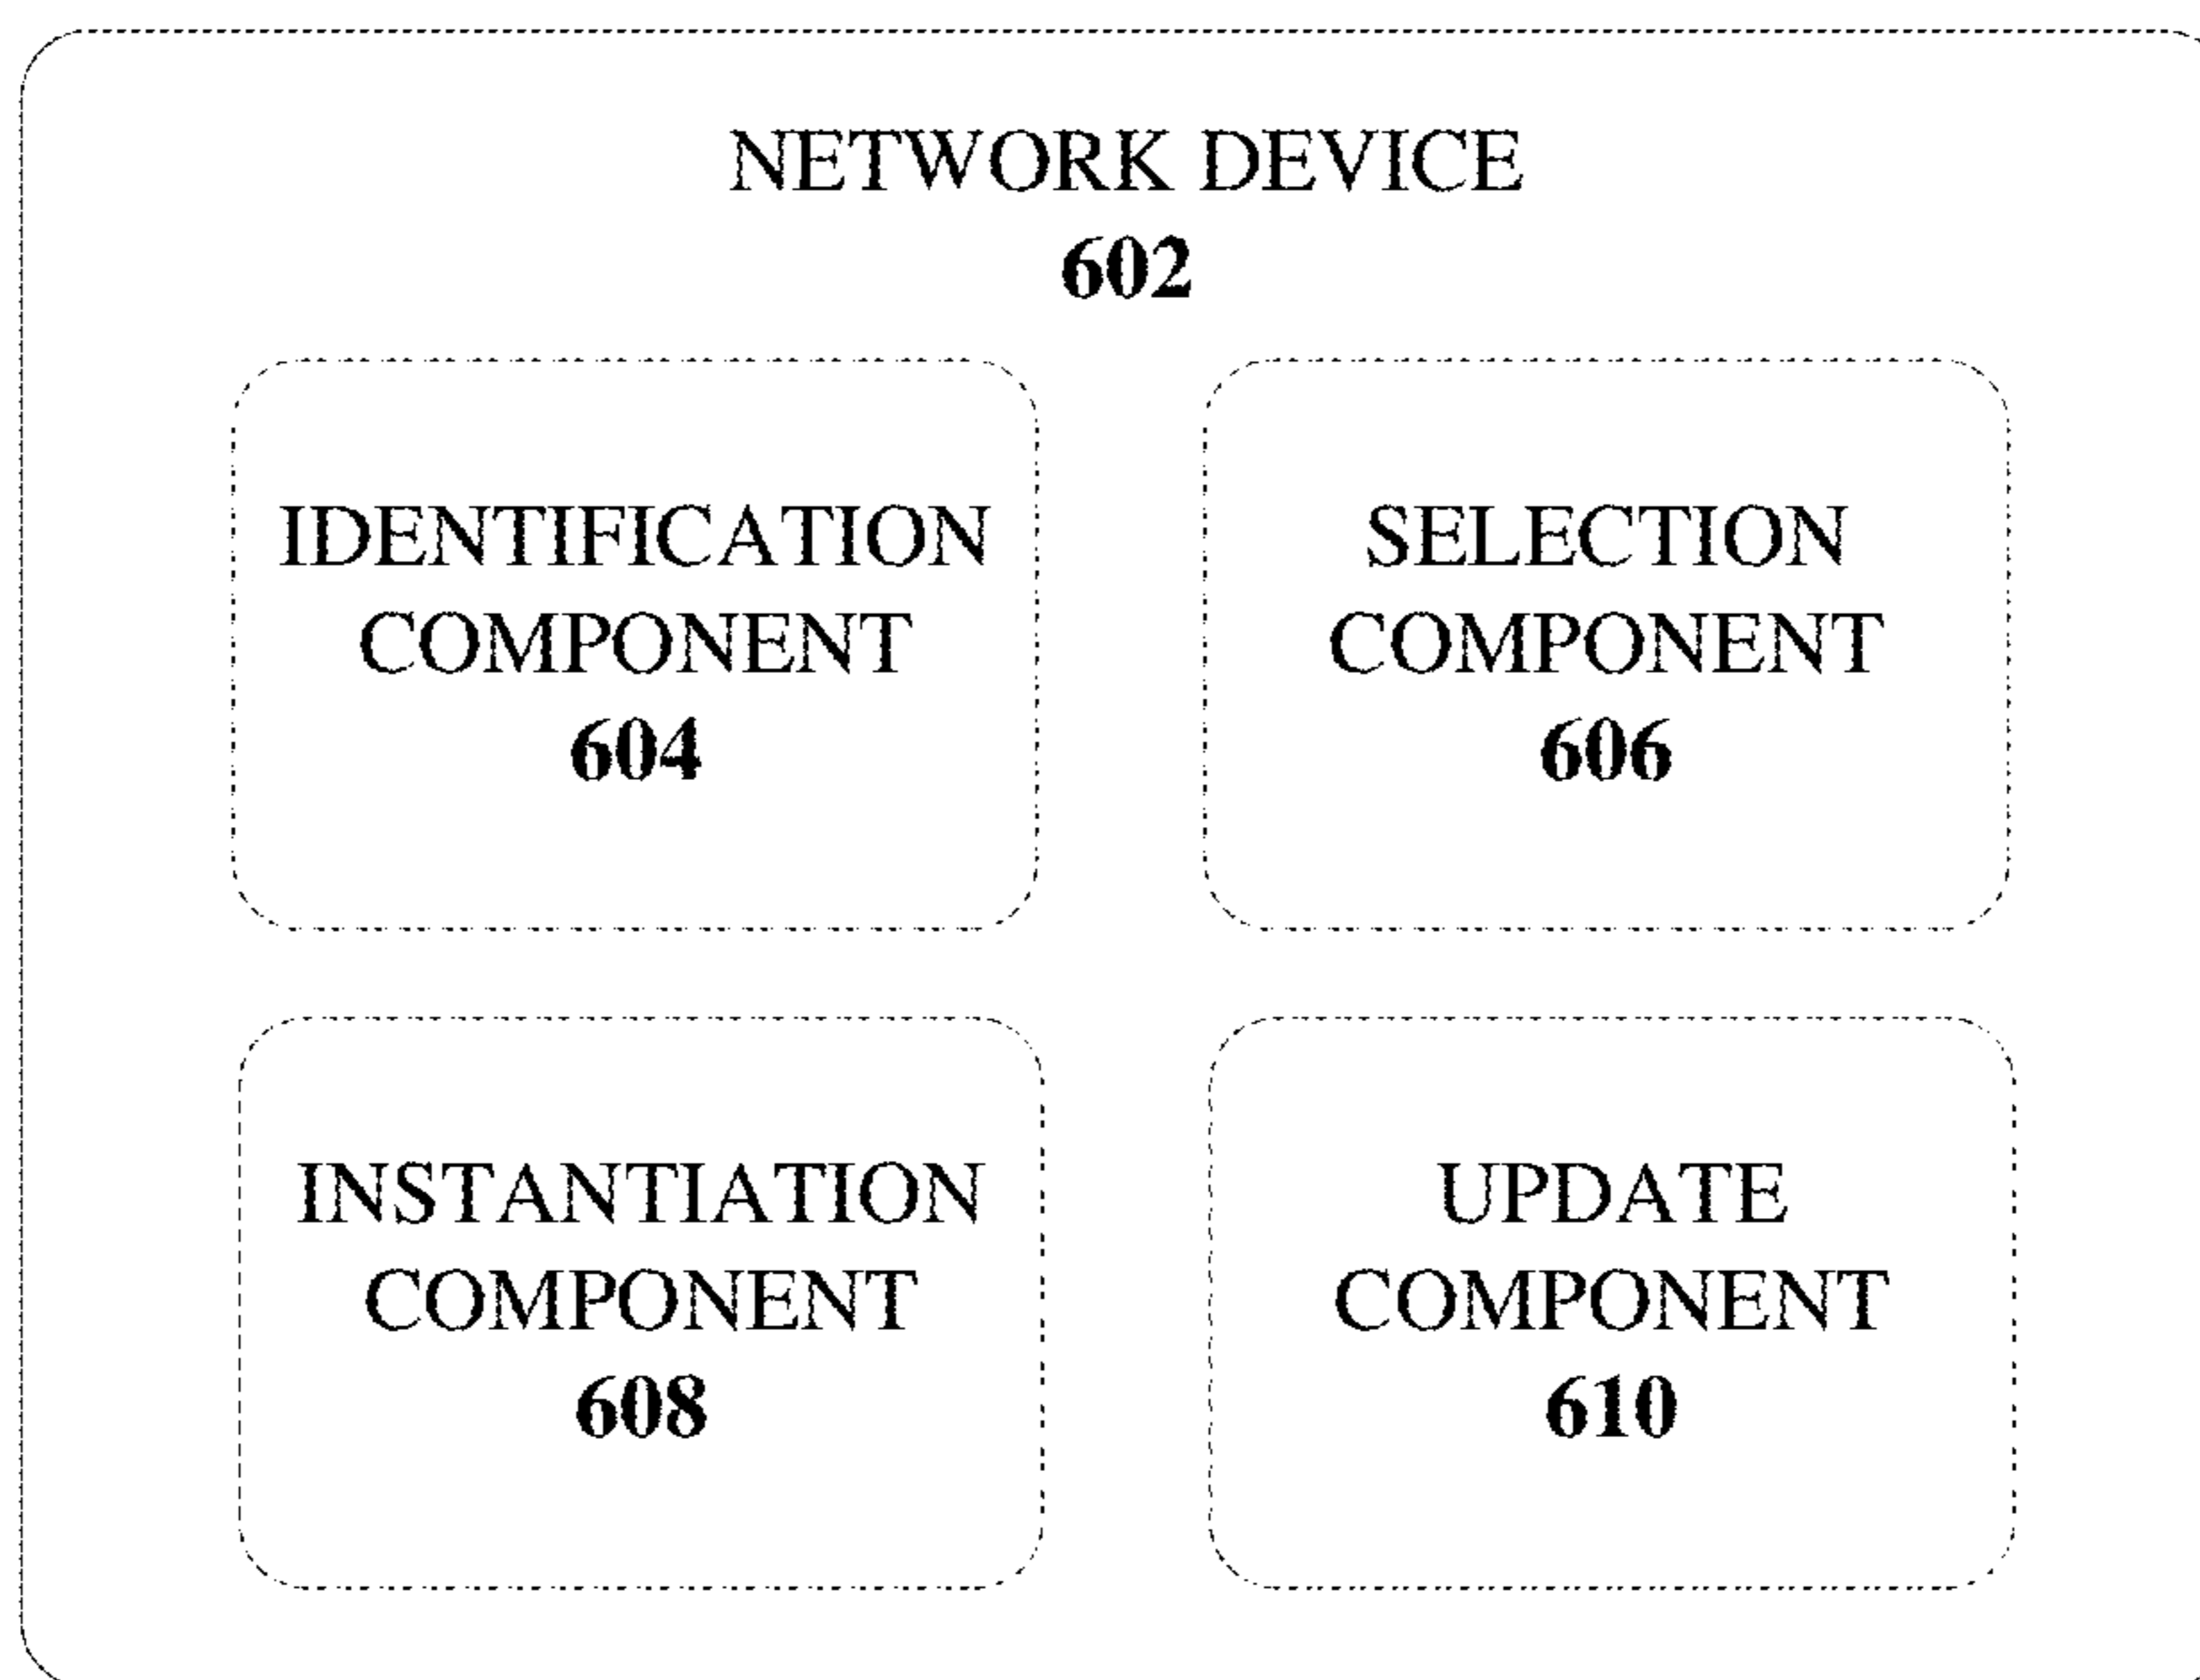 NETWORK DEVICE
602
IDENTIFICATION
COMPONENT
604
SELECTION
COMPONENT
606
INSTANTIATION
COMPONENT
608
UPDATE
COMPONENT
610